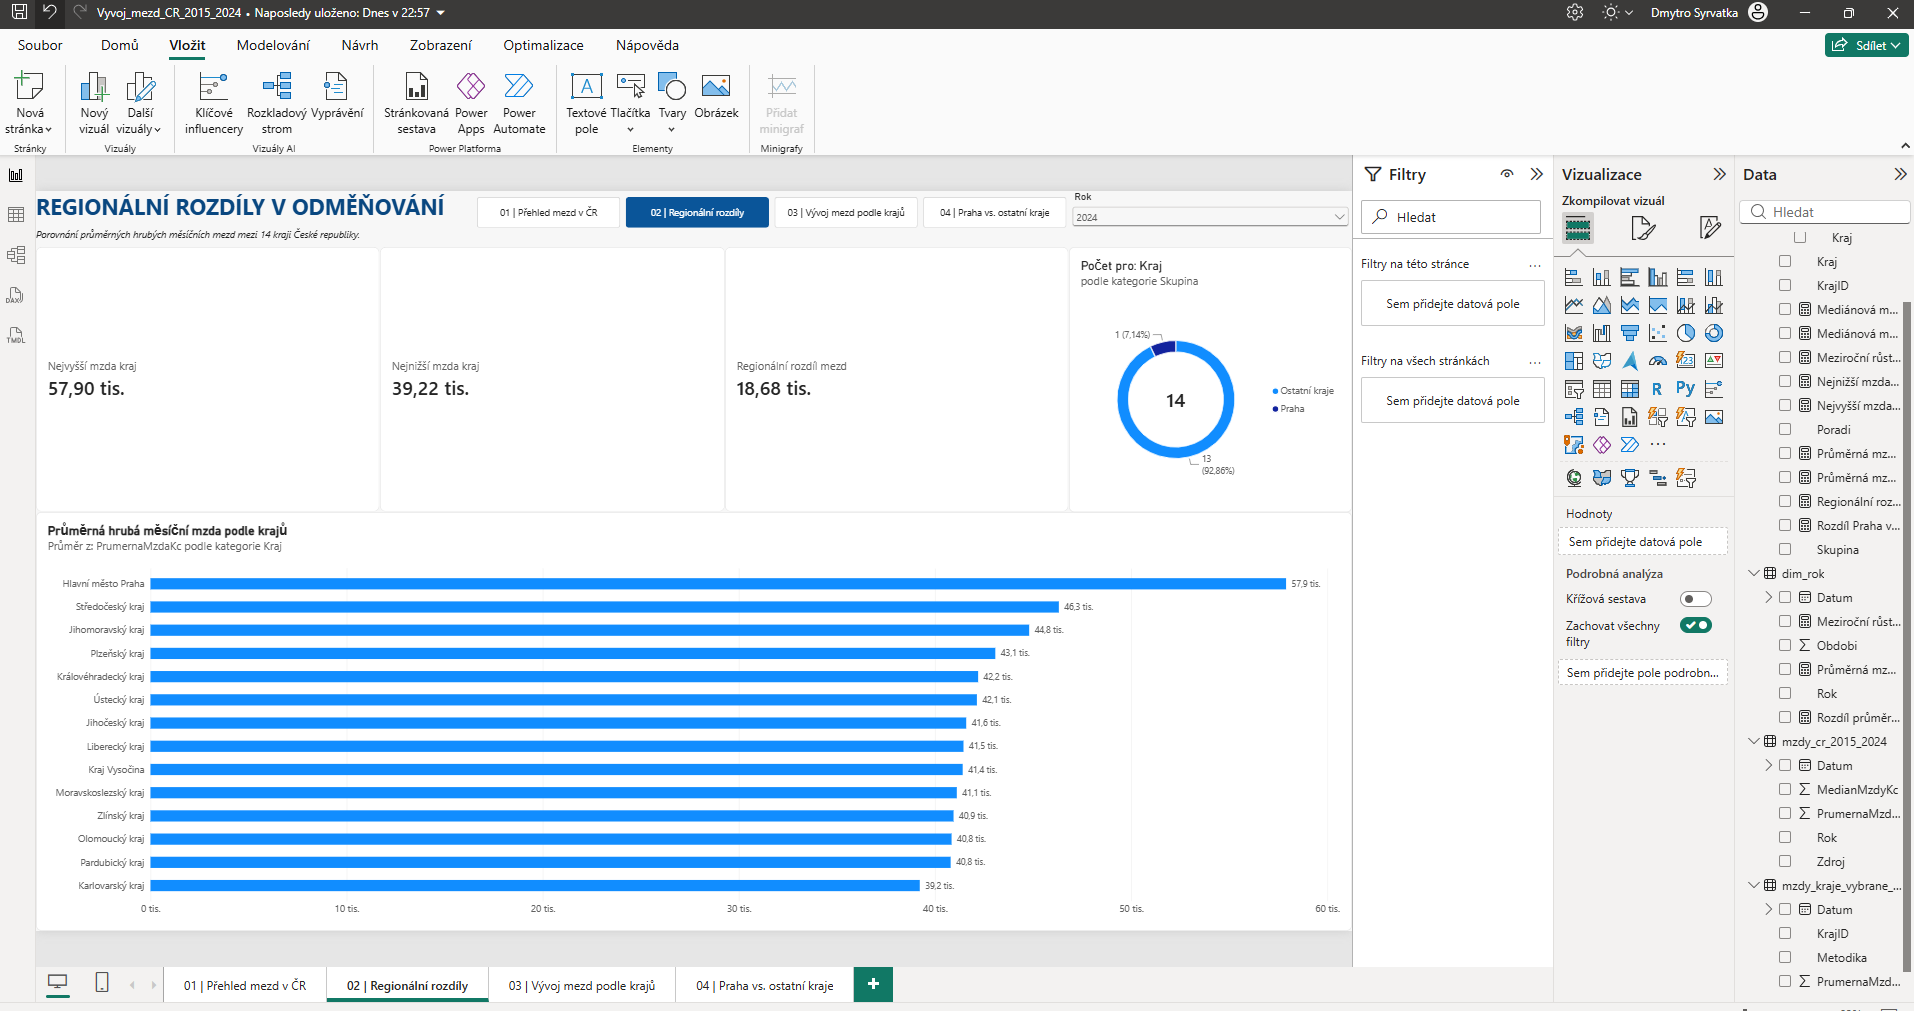 Vyvoj_mezd_CR_2015_2024 • Naposledy uloženo: Dnes v 22:57
Dmytro Syrvatka
Soubor Domů Vložit Modelování Návrh Zobrazení Optimalizace Nápověda
Sdílet
Nová stránka
Nový vizuál
Další vizuály
Klíčové influencery
Rozkladový strom
Vyprávění
Stránkovaná sestava
Power Apps
Power Automate
Textové pole
Tlačítka
Tvary
Obrázek
Přidat minigraf
Stránky
Vizuály
Vizuály AI
Power Platforma
Elementy
Minigrafy
DAX
TMDL
REGIONÁLNÍ ROZDÍLY V ODMĚŇOVÁNÍ
Porovnání průměrných hrubých měsíčních mezd mezi 14 kraji České republiky.
01 | Přehled mezd v ČR
02 | Regionální rozdíly
03 | Vývoj mezd podle krajů
04 | Praha vs. ostatní kraje
Rok
2024
Nejvyšší mzda kraj
57,90 tis.
Nejnižší mzda kraj
39,22 tis.
Regionální rozdíl mezd
18,68 tis.
Počet pro: Kraj
podle kategorie Skupina
1 (7,14%)
14
13
(92,86%)
Ostatní kraje
Praha
Průměrná hrubá měsíční mzda podle krajů
Průměr z: PrumernaMzdaKc podle kategorie Kraj
Hlavní město Praha 57,9 tis.
Středočeský kraj 46,3 tis.
Jihomoravský kraj 44,8 tis.
Plzeňský kraj 43,1 tis.
Královéhradecký kraj 42,2 tis.
Ústecký kraj 42,1 tis.
Jihočeský kraj 41,6 tis.
Liberecký kraj 41,5 tis.
Kraj Vysočina 41,4 tis.
Moravskoslezský kraj 41,1 tis.
Zlínský kraj 40,9 tis.
Olomoucký kraj 40,8 tis.
Pardubický kraj 40,8 tis.
Karlovarský kraj 39,2 tis.
0 tis. 10 tis. 20 tis. 30 tis. 40 tis. 50 tis. 60 tis.
01 | Přehled mezd v ČR
02 | Regionální rozdíly
03 | Vývoj mezd podle krajů
04 | Praha vs. ostatní kraje
Filtry
Hledat
Filtry na této stránce ...
Sem přidejte datová pole
Filtry na všech stránkách ...
Sem přidejte datová pole
Vizualizace
Zkompilovat vizuál
123
R
Py
...
Hodnoty
Sem přidejte datová pole
Podrobná analýza
Křížová sestava
Zachovat všechny
filtry
Sem přidejte pole podrobn...
Data
Hledat
Kraj
Kraj
KrajID
Mediánová m...
Mediánová m...
Meziroční růst...
Nejnižší mzda...
Nejvyšší mzda...
Poradi
Průměrná mz...
Průměrná mz...
Regionální roz...
Rozdíl Praha v...
Skupina
dim_rok
Datum
Meziroční růst...
Obdobi
Průměrná mz...
Rok
Rozdíl průměr...
mzdy_cr_2015_2024
Datum
MedianMzdyKc
PrumernaMzd...
Rok
Zdroj
mzdy_kraje_vybrane_...
Datum
KrajID
Metodika
PrumernaMzd...